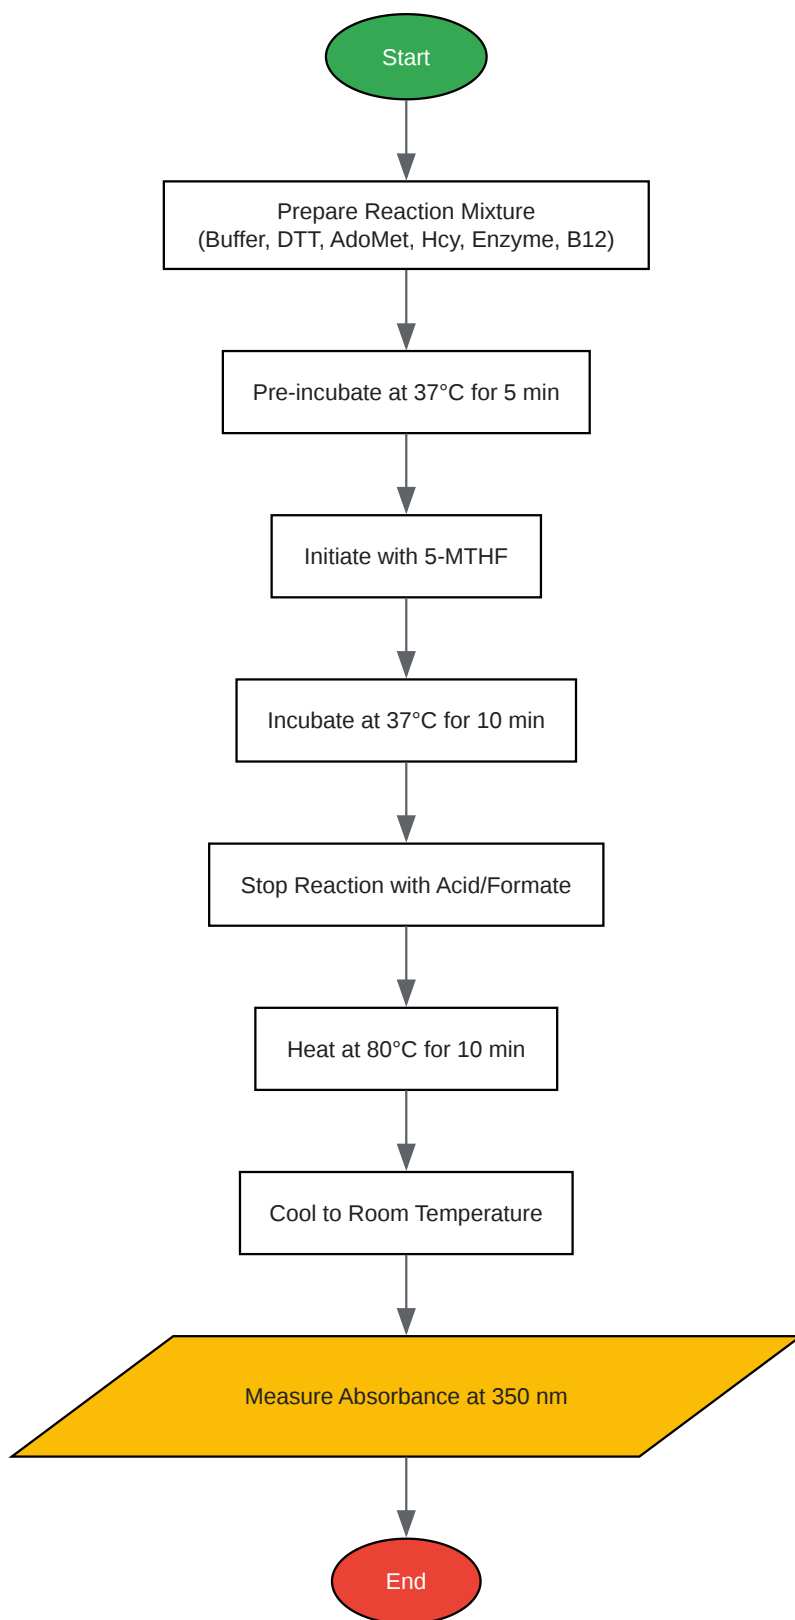 Start
Prepare Reaction Mixture
(Buffer, DTT, AdoMet, Hcy, Enzyme, B12)
Pre-incubate at 37°C for 5 min
Initiate with 5-MTHF
Incubate at 37°C for 10 min
Stop Reaction with Acid/Formate
Heat at 80°C for 10 min
Cool to Room Temperature
Measure Absorbance at 350 nm
End